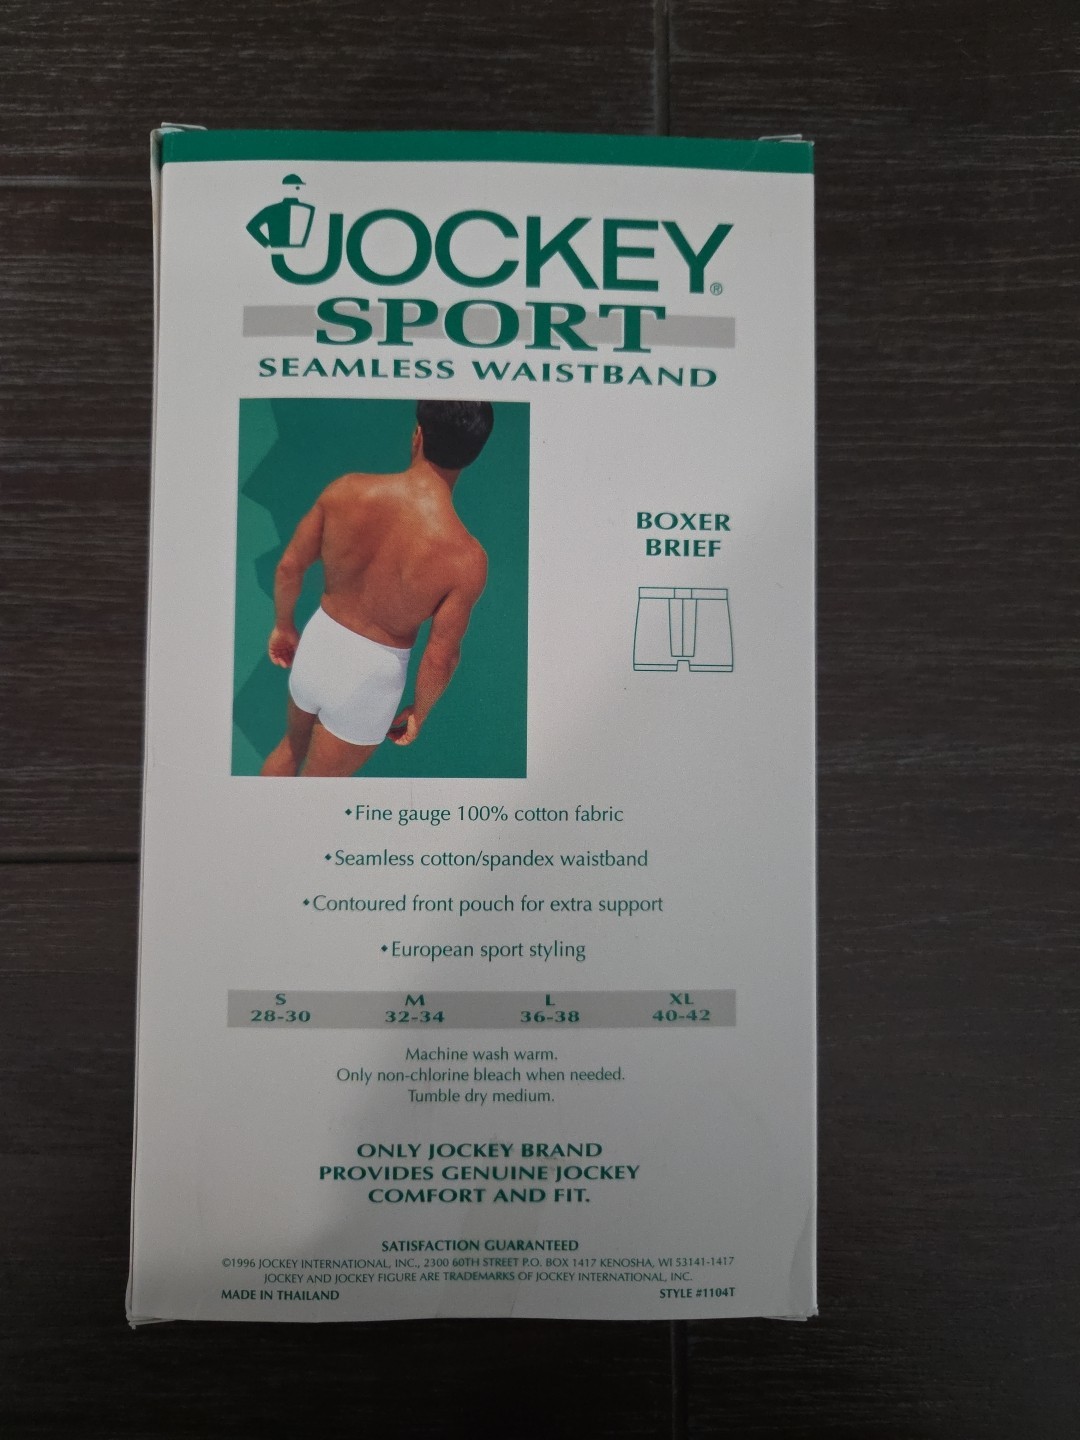 JOCKEY®
SPORT
SEAMLESS WAISTBAND
BOXER
BRIEF
◆Fine gauge 100% cotton fabric
◆Seamless cotton/spandex waistband
◆Contoured front pouch for extra support
◆European sport styling
S M L XL
28-30 32-34 36-38 40-42
Machine wash warm.
Only non-chlorine bleach when needed.
Tumble dry medium.
ONLY JOCKEY BRAND
PROVIDES GENUINE JOCKEY
COMFORT AND FIT.
SATISFACTION GUARANTEED
©1996 JOCKEY INTERNATIONAL, INC., 2300 60TH STREET P.O. BOX 1417 KENOSHA, WI 53141-1417
JOCKEY AND JOCKEY FIGURE ARE TRADEMARKS OF JOCKEY INTERNATIONAL, INC.
MADE IN THAILAND STYLE #1104T